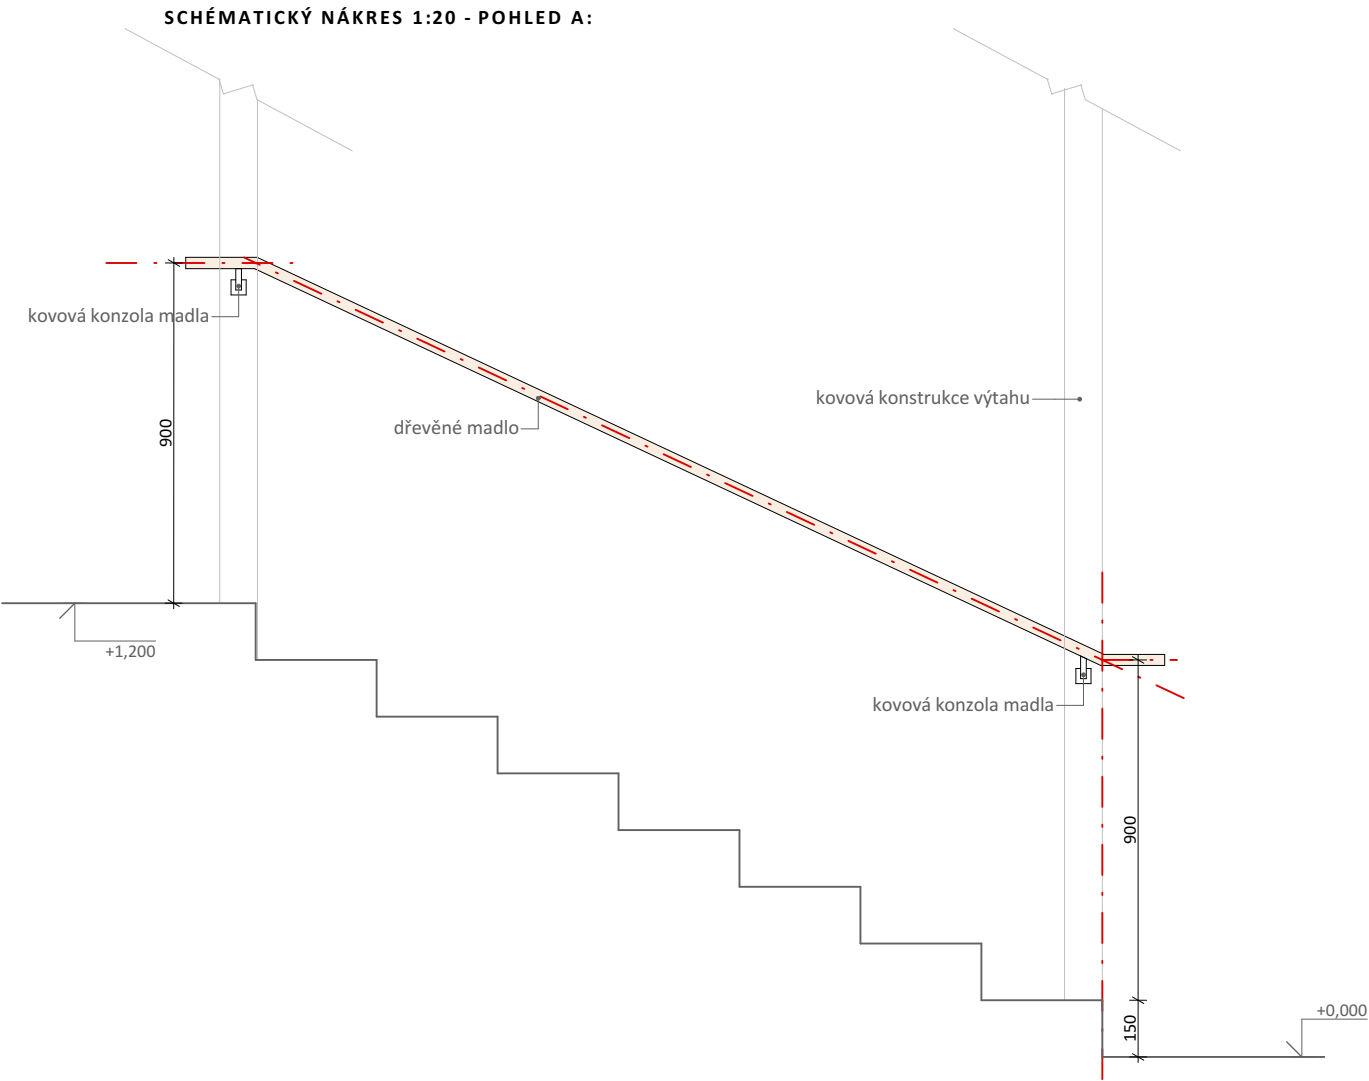 SCHÉMATICKÝ NÁKRES 1:20 - POHLED A:
kovová konzola madla
kovová konstrukce výtahu
dřevěné madlo
900
+1,200
kovová konzola madla
900
+0,000
150